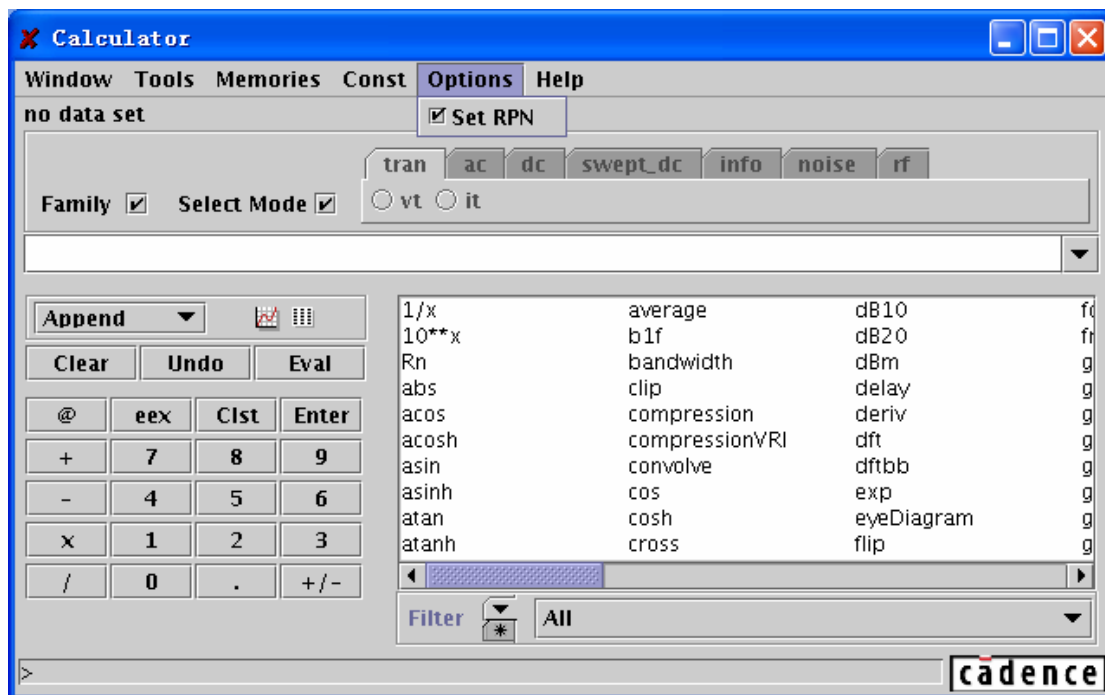 Calculator
Window Tools Memories Const Options Help
no data set
Set RPN
tran ac dc swept_dc info noise rf
Family Select Mode vt it
Append
Clear Undo Eval
@ eex Clst Enter
+ 7 8 9
- 4 5 6
x 1 2 3
/ 0 . +/-
1/x average dB10
10**x b1f dB20
Rn bandwidth dBm g
abs clip delay g
acos compression deriv g
acosh compressionVRI dft g
asin convolve dftbb g
asinh cos exp g
atan cosh eyeDiagram g
atanh cross flip g
Filter All
>
cādence